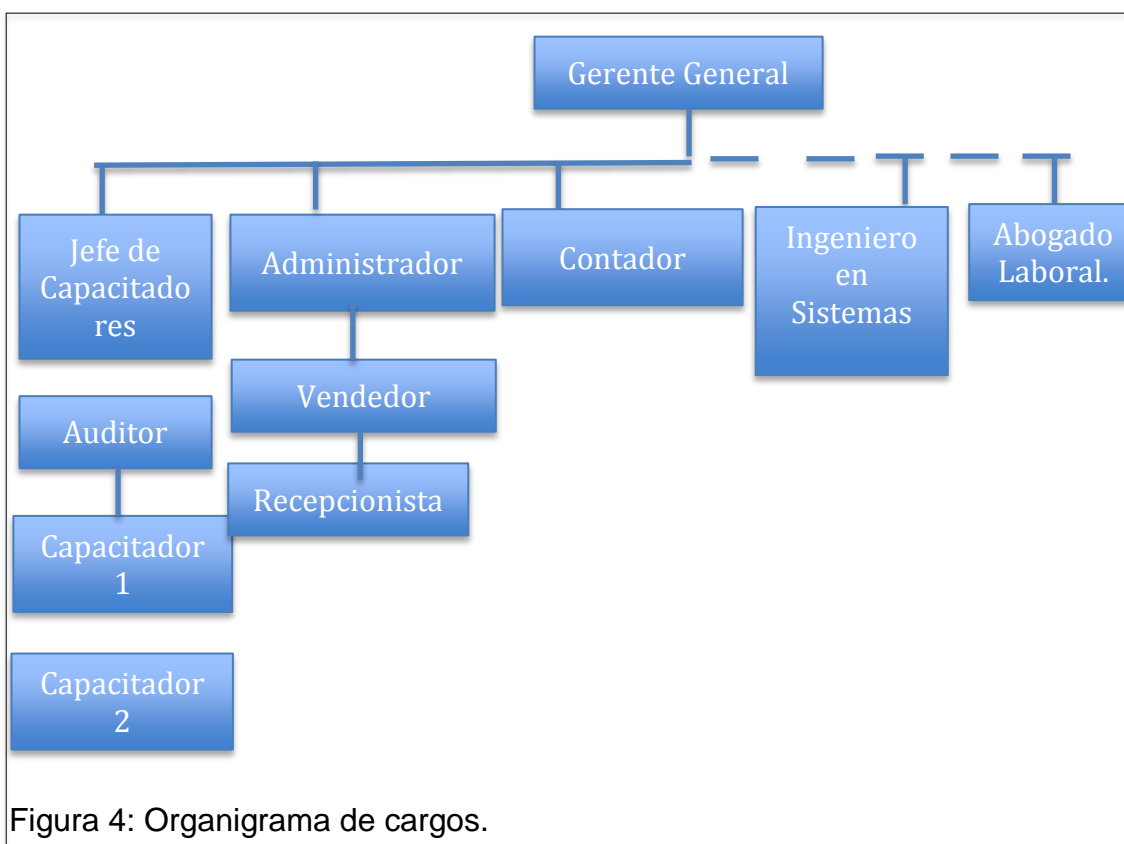 Gerente General
Jefe de
Capacitado
res
Administrador
Contador
Ingeniero
en
Sistemas
Abogado
Laboral.
Auditor
Vendedor
Recepcionista
Capacitador
1
Capacitador
2
Figura 4: Organigrama de cargos.